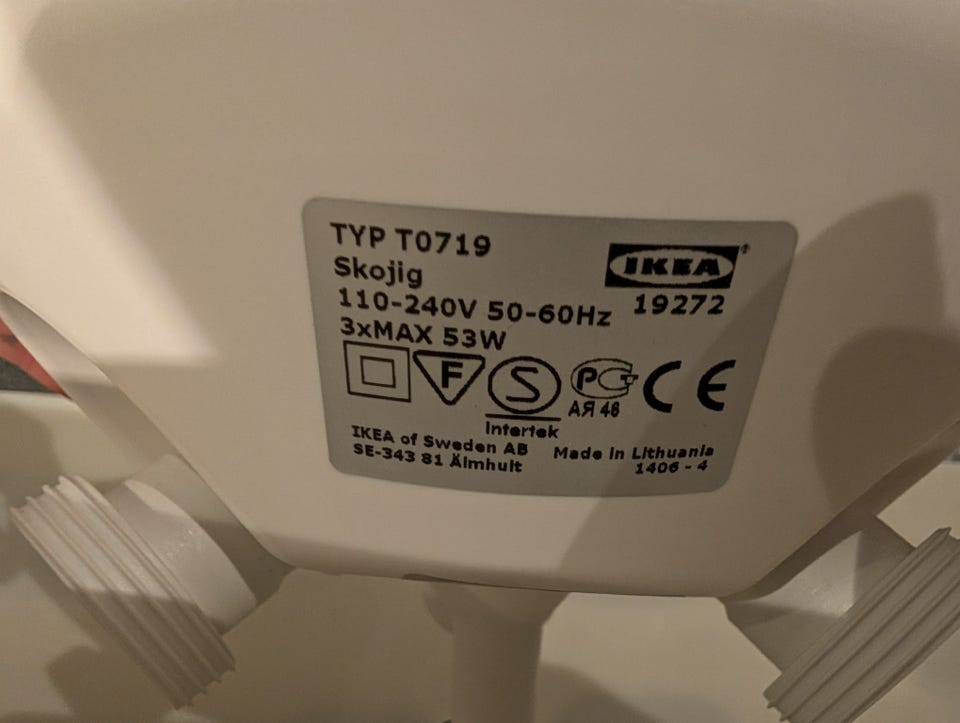 TYP T0719
Skojig
110-240V 50-60Hz
3xMAX 53W
IKEA®
19272
F
S
Intertek
PCT
АЯ 46
CE
IKEA of Sweden AB
SE-343 81 Älmhult
Made in Lithuania
1406 - 4